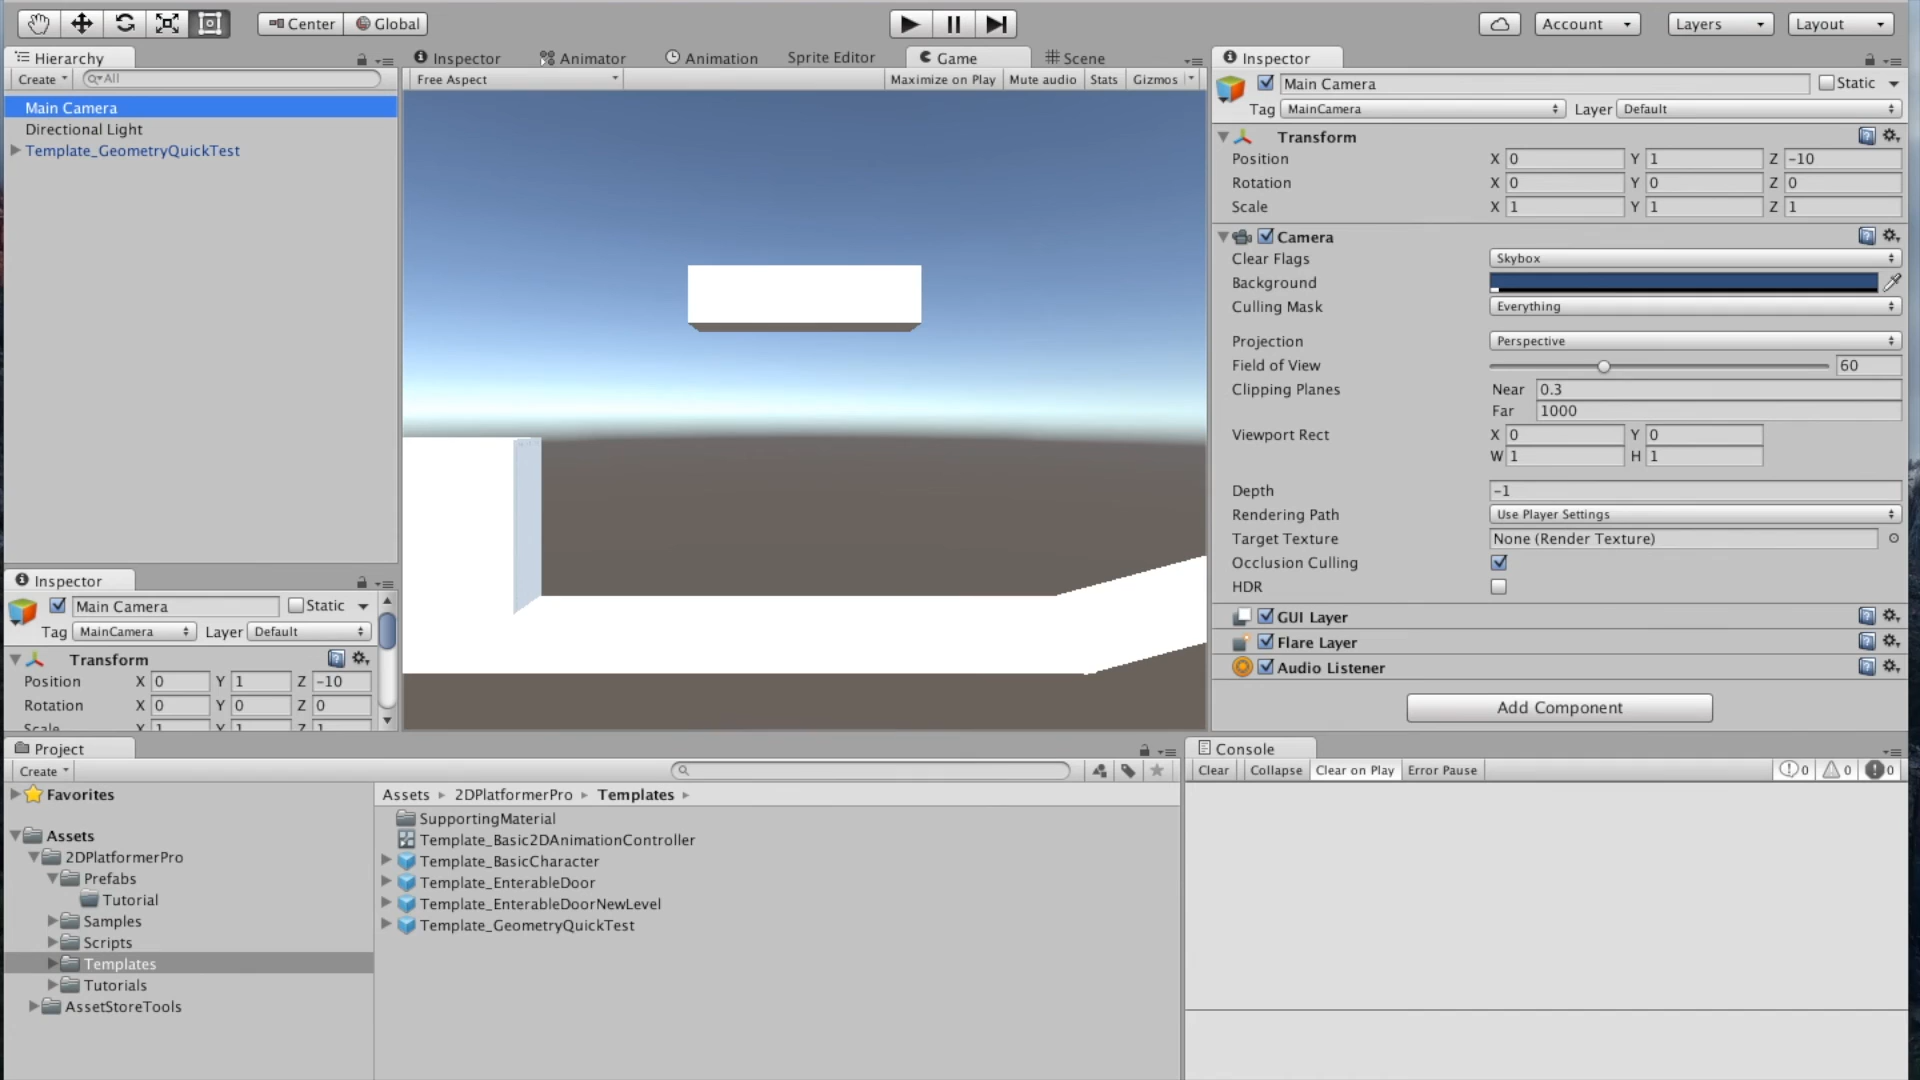 Center Global Account Layers Layout
Hierarchy
Create All
Main Camera
Directional Light
Template_GeometryQuickTest
Inspector Animator Animation Sprite Editor Game Scene
Free Aspect Maximize on Play Mute audio Stats Gizmos
Inspector
Main Camera Static
Tag MainCamera Layer Default
Transform
Position X 0 Y 1 Z -10
Rotation X 0 Y 0 Z 0
Scale X 1 Y 1 Z 1
Camera
Clear Flags Skybox
Background
Culling Mask Everything
Projection Perspective
Field of View 60
Clipping Planes Near 0.3
Far 1000
Viewport Rect X 0 Y 0
W 1 H 1
Depth -1
Rendering Path Use Player Settings
Target Texture None (Render Texture)
Occlusion Culling
HDR
GUI Layer
Flare Layer
Audio Listener
Add Component
Inspector
Main Camera Static
Tag MainCamera Layer Default
Transform
Position X 0 Y 1 Z -10
Rotation X 0 Y 0 Z 0
Scale X 1 Y 1 Z 1
Project
Create
Favorites
Assets
2DPlatformerPro
Prefabs
Tutorial
Samples
Scripts
Templates
Tutorials
AssetStoreTools
Assets 2DPlatformerPro Templates
SupportingMaterial
Template_Basic2DAnimationController
Template_BasicCharacter
Template_EnterableDoor
Template_EnterableDoorNewLevel
Template_GeometryQuickTest
Console
Clear Collapse Clear on Play Error Pause 0 0 0